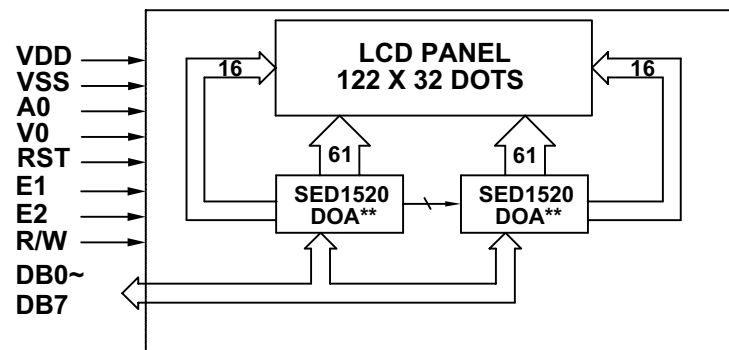 VDD
VSS
A0
V0
RST
E1
E2
R/W
DB0~
DB7
LCD PANEL
122 X 32 DOTS
16
16
61
61
SED1520
DOA**
SED1520
DOA**